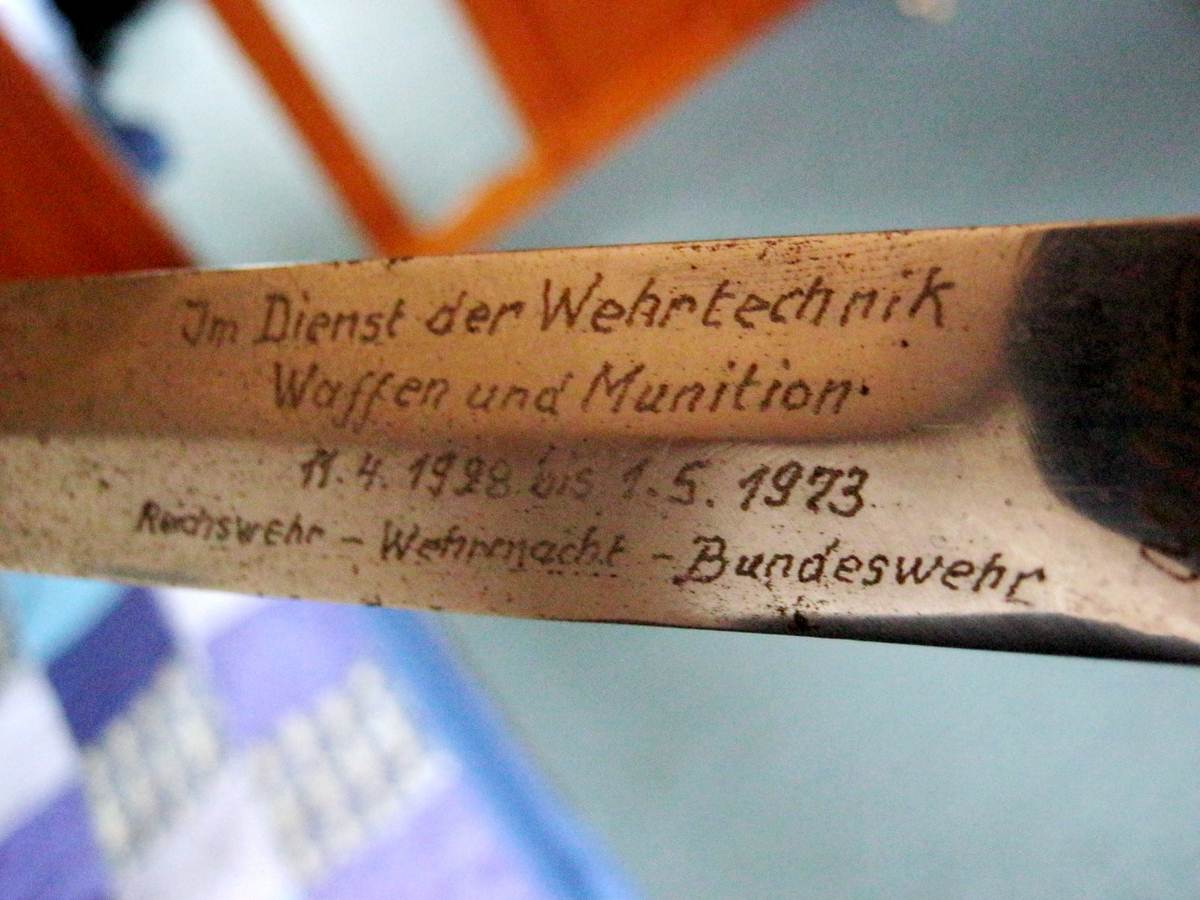 Im Dienst der Wehrtechnik
Waffen und Munition
11.4.1928 bis 1.5.1973
Reichswehr - Wehrmacht - Bundeswehr